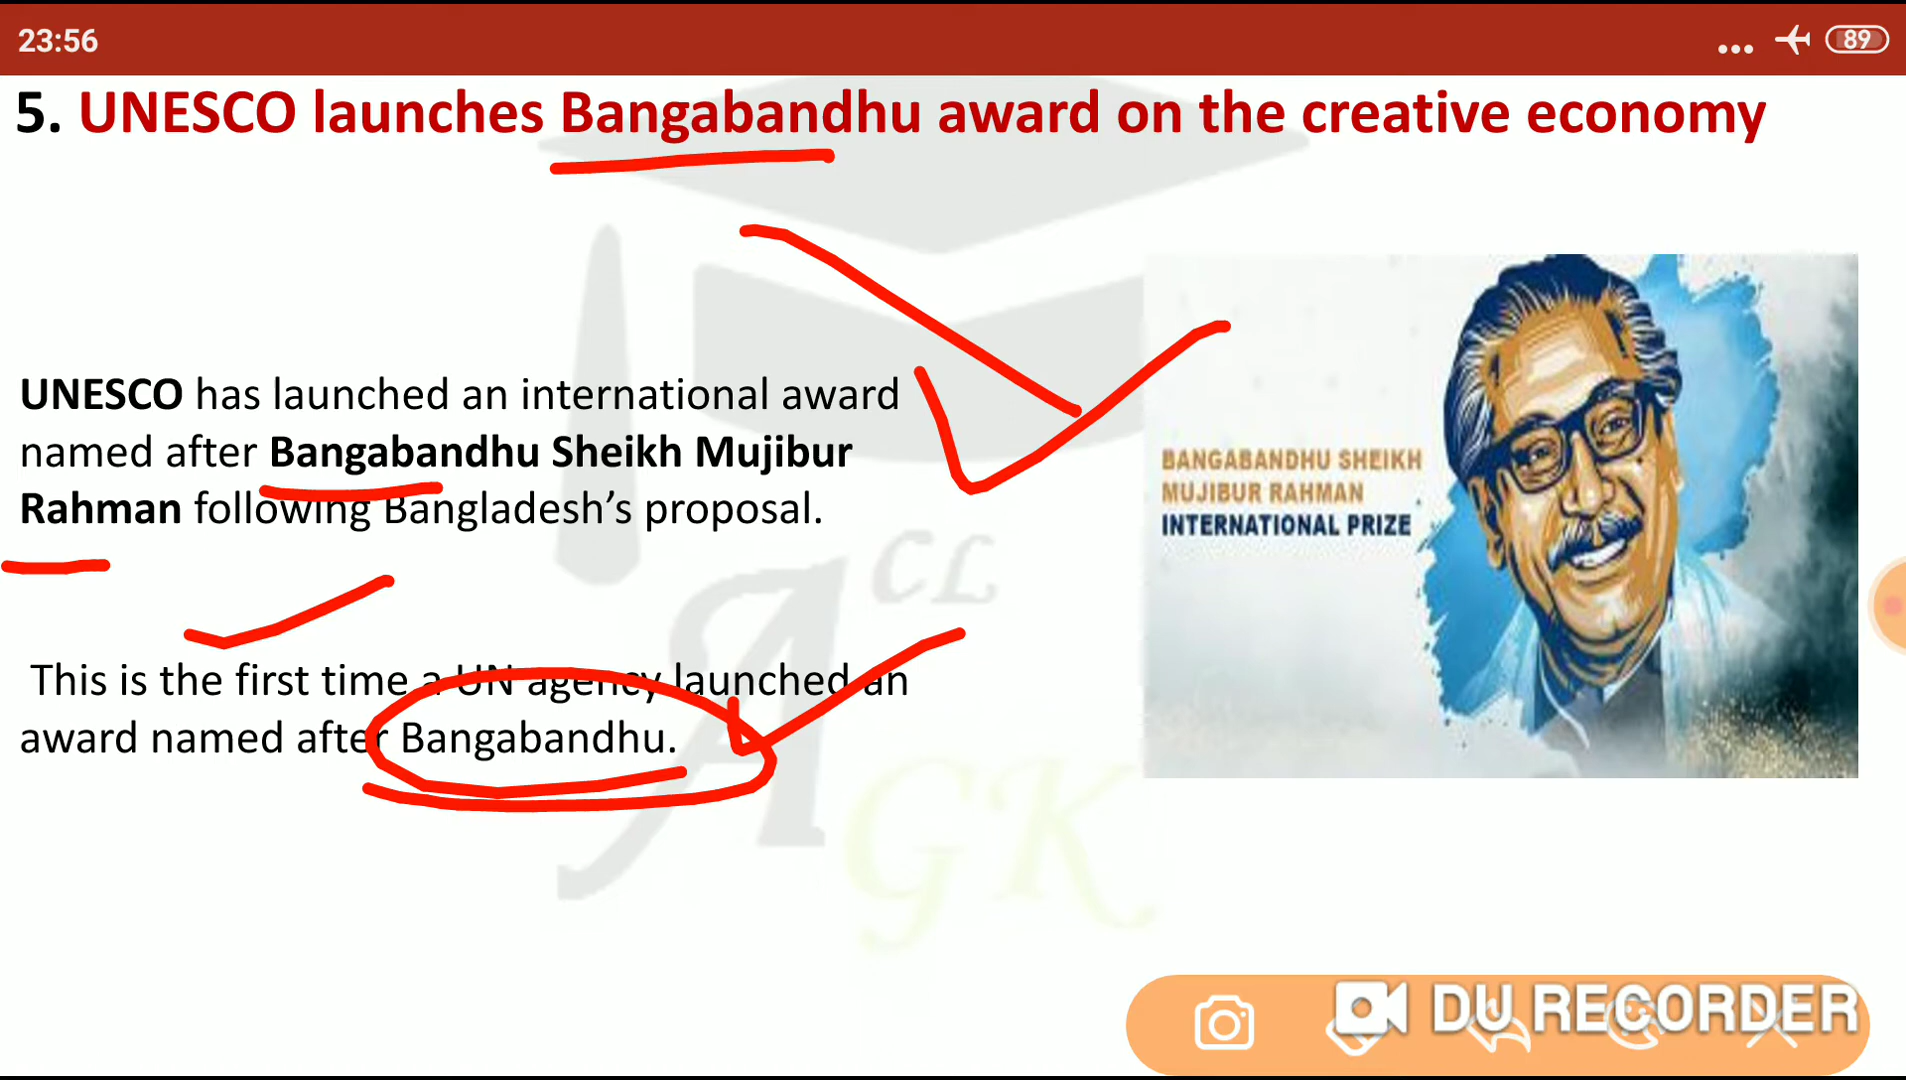 23:56
89
5. UNESCO launches Bangabandhu award on the creative economy
UNESCO has launched an international award
named after Bangabandhu Sheikh Mujibur
Rahman following Bangladesh’s proposal.
BANGABANDHU SHEIKH
MUJIBUR RAHMAN
INTERNATIONAL PRIZE
This is the first time a UN agency launched an
award named after Bangabandhu.
A CL
GK
DU RECORDER